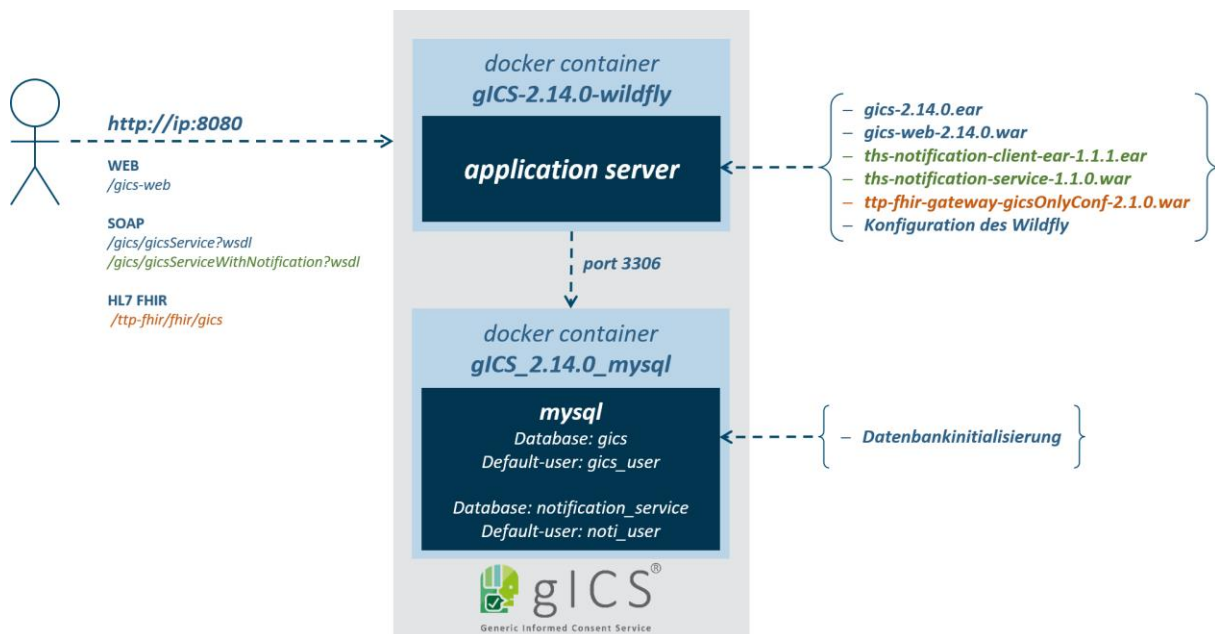 http://ip:8080
WEB
/gics-web
SOAP
/gics/gicsService?wsdl
/gics/gicsServiceWithNotification?wsdl
HL7 FHIR
/ttp-fhir/fhir/gics
docker container
gICS-2.14.0-wildfly
application server
port 3306
docker container
gICS_2.14.0_mysql
mysql
Database: gics
Default-user: gics_user
Database: notification_service
Default-user: noti_user
gICS®
Generic Informed Consent Service
– gics-2.14.0.ear
– gics-web-2.14.0.war
– ths-notification-client-ear-1.1.1.ear
– ths-notification-service-1.1.0.war
– ttp-fhir-gateway-gicsOnlyConf-2.1.0.war
– Konfiguration des Wildfly
– Datenbankinitialisierung